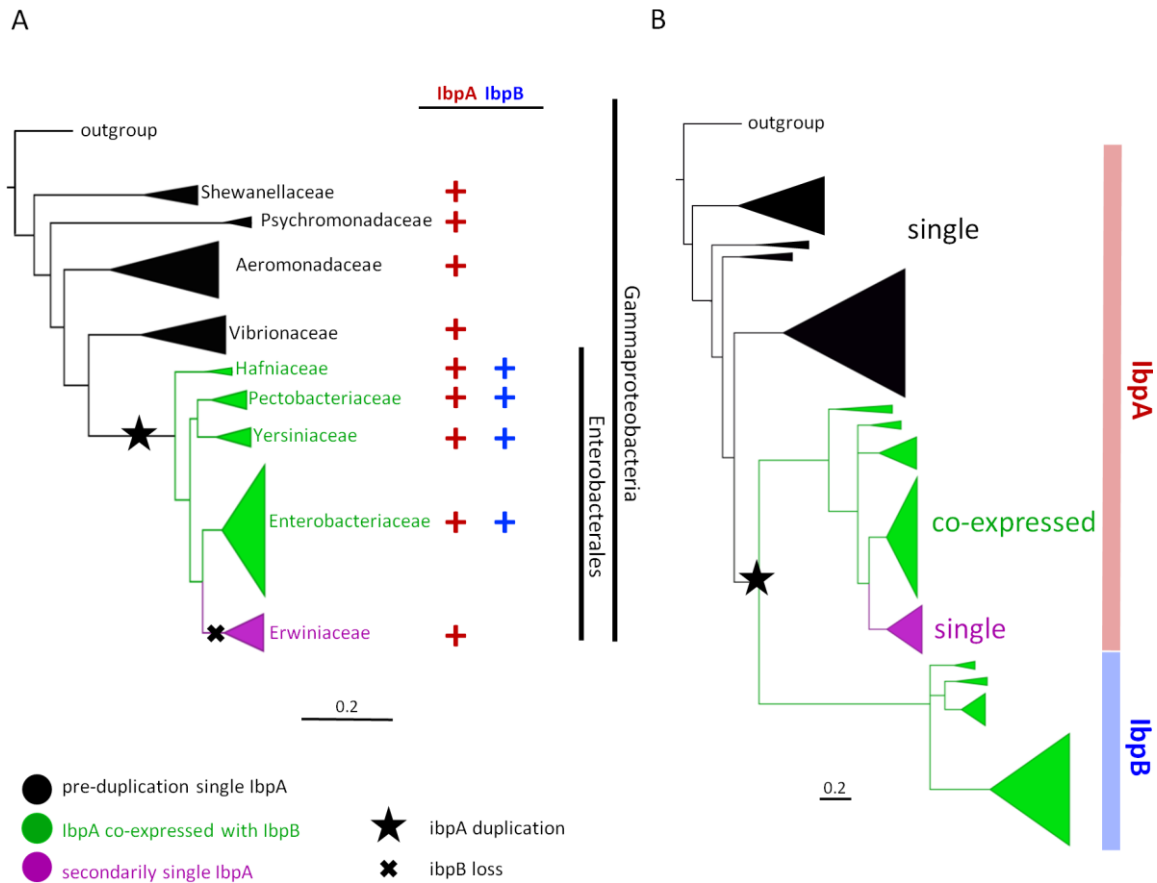 A
B
IbpA IbpB
outgroup
Shewanellaceae
Psychromonadaceae
Aeromonadaceae
Vibrionaceae
Hafniaceae
Pectobacteriaceae
Yersiniaceae
Enterobacteriaceae
Erwiniaceae
0.2
Enterobacterales
Gammaproteobacteria
outgroup
single
co-expressed
single
0.2
IbpA
IbpB
pre-duplication single IbpA
IbpA co-expressed with IbpB
secondarily single IbpA
ibpA duplication
ibpB loss